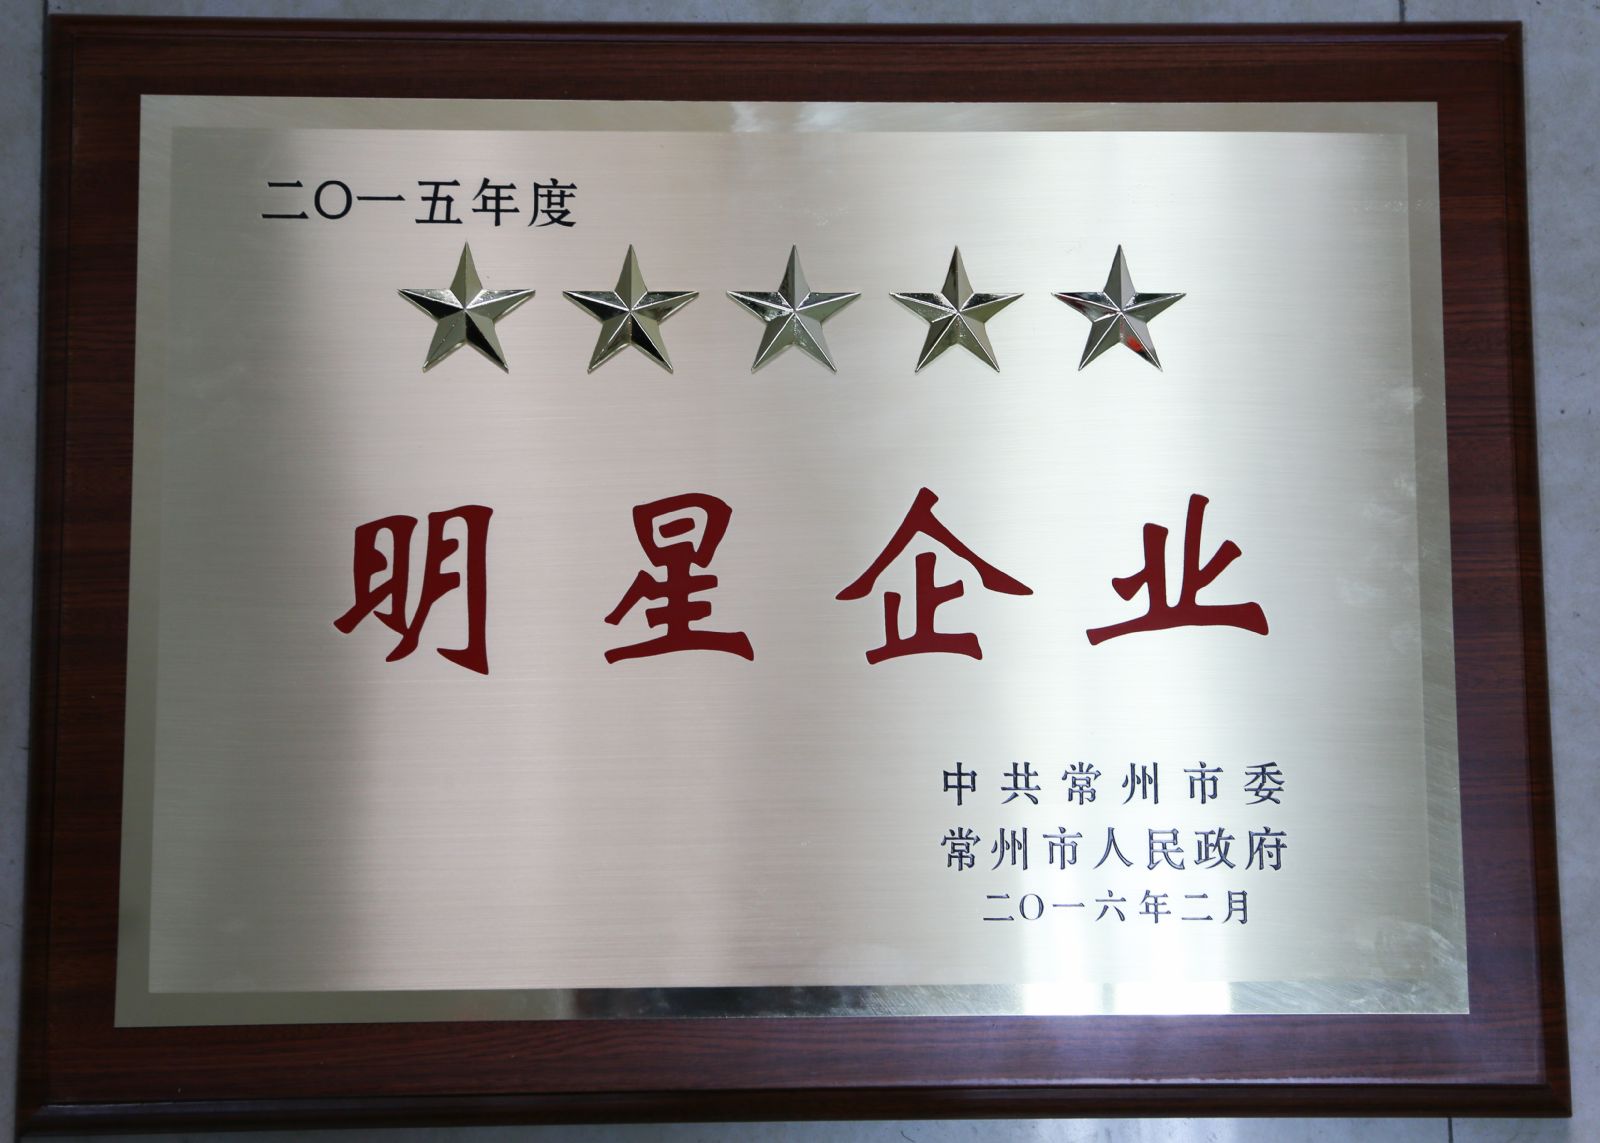 二〇一五年度
明星企业
中共常州市委
常州市人民政府
二〇一六年二月